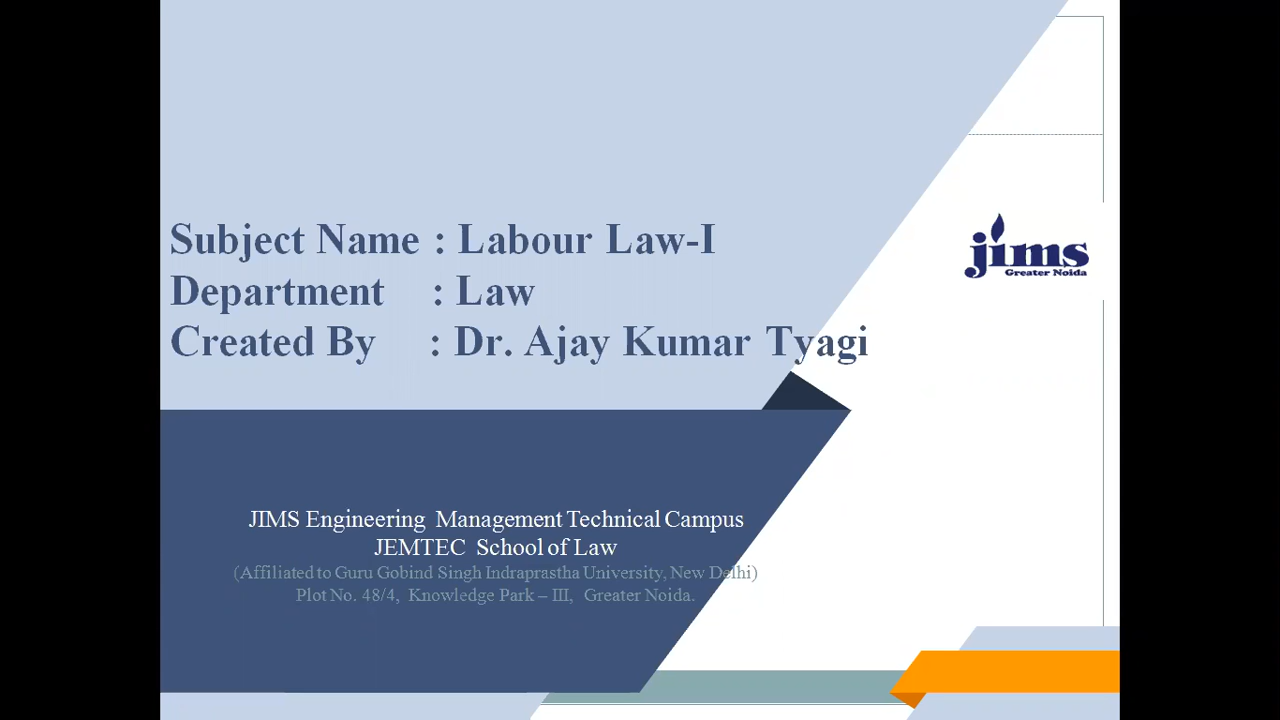 Subject Name : Labour Law-I
Department : Law
Created By : Dr. Ajay Kumar Tyagi
jims
Greater Noida
JIMS Engineering Management Technical Campus
JEMTEC School of Law
(Affiliated to Guru Gobind Singh Indraprastha University, New Delhi)
Plot No. 48/4, Knowledge Park – III, Greater Noida.